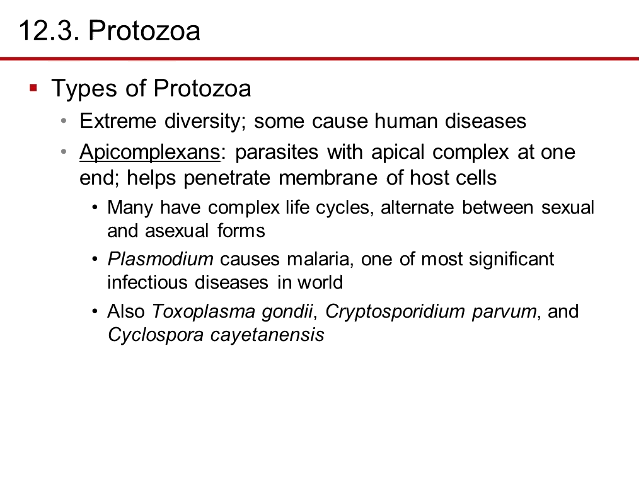 12.3. Protozoa
▪ Types of Protozoa
• Extreme diversity; some cause human diseases
• Apicomplexans: parasites with apical complex at one
end; helps penetrate membrane of host cells
• Many have complex life cycles, alternate between sexual
and asexual forms
• Plasmodium causes malaria, one of most significant
infectious diseases in world
• Also Toxoplasma gondii, Cryptosporidium parvum, and
Cyclospora cayetanensis